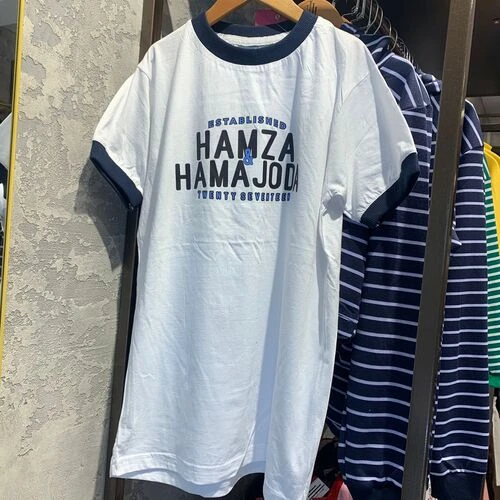 ESTABLISHED
HAMZA
&
HAMAJODA
TWENTY SEVENTEEN